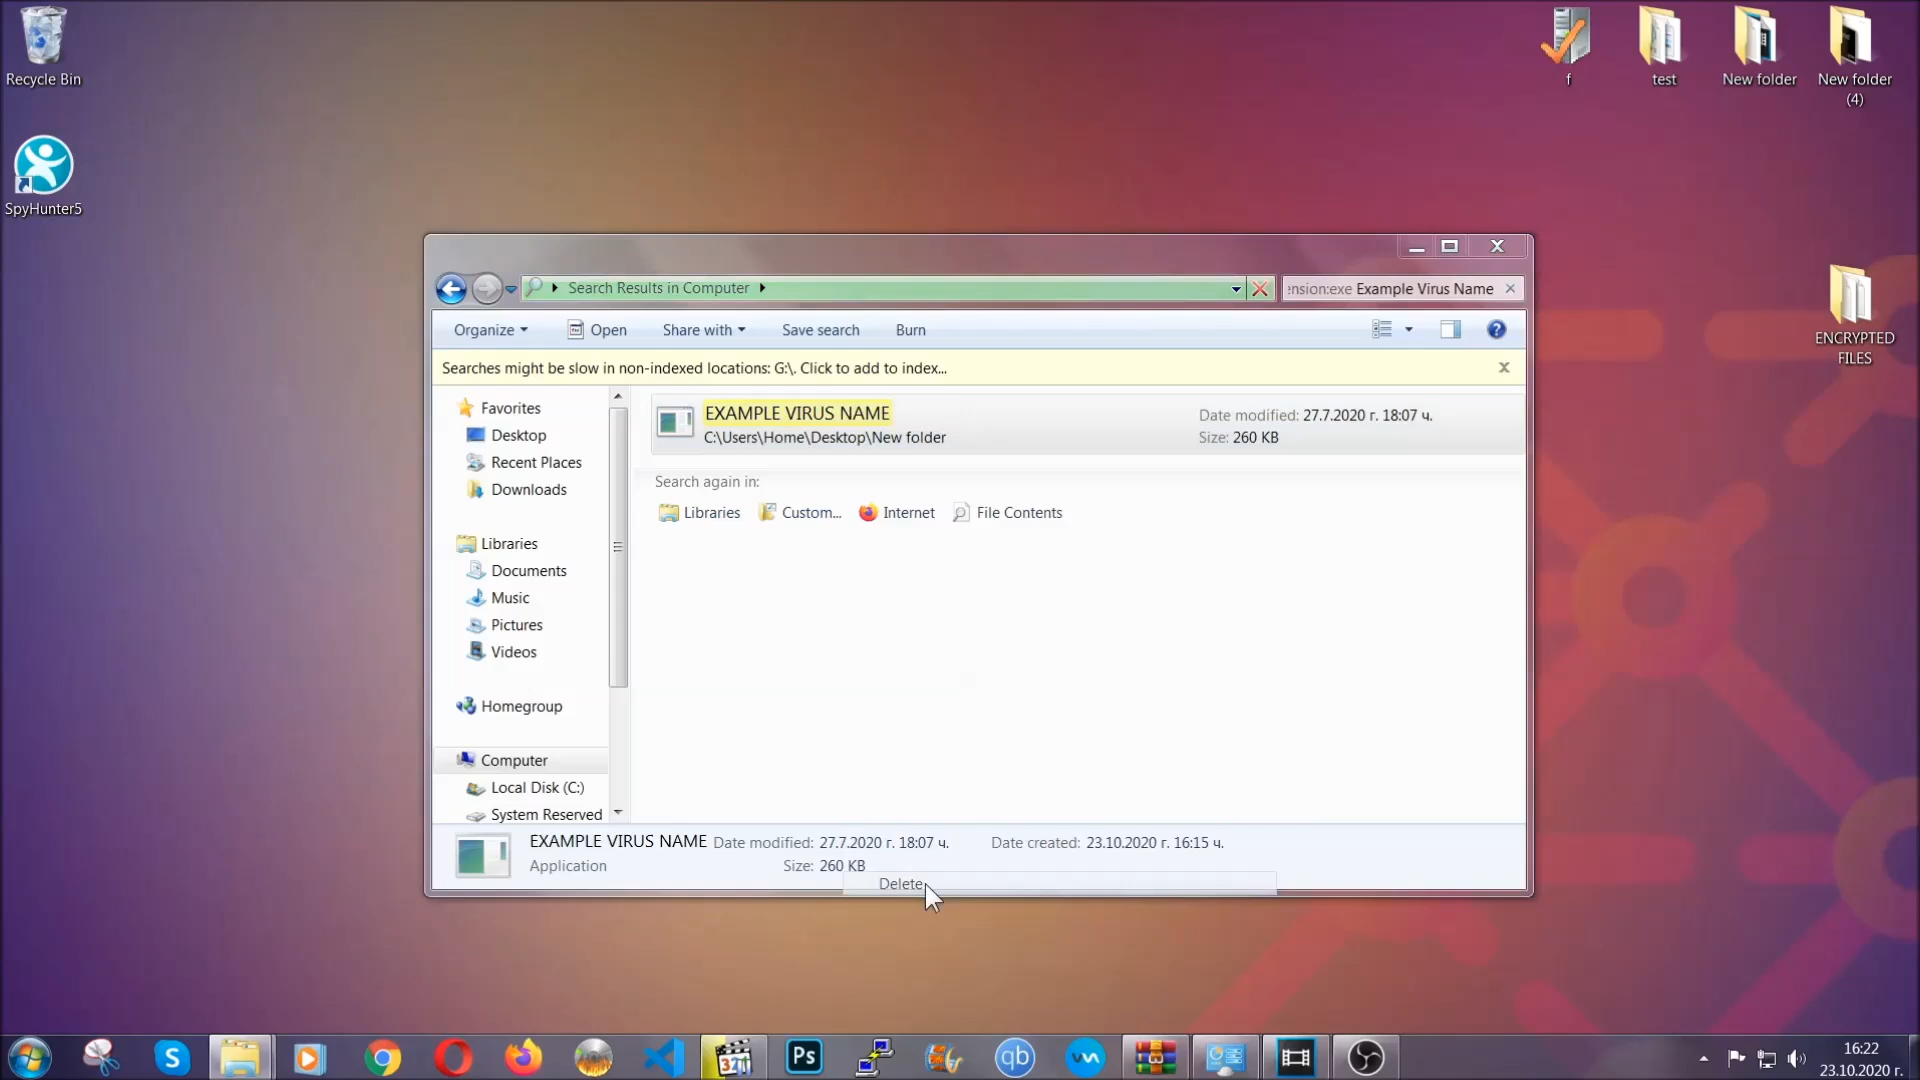 Recycle Bin
SpyHunter5
f
test
New folder
New folder
(4)
ENCRYPTED
FILES
Search Results in Computer
ension:exe Example Virus Name
Organize
Open
Share with
Save search
Burn
Searches might be slow in non-indexed locations: G:\. Click to add to index...
Favorites
Desktop
Recent Places
Downloads
Libraries
Documents
Music
Pictures
Videos
Homegroup
Computer
Local Disk (C:)
System Reserved
EXAMPLE VIRUS NAME
C:\Users\Home\Desktop\New folder
Date modified: 27.7.2020 г. 18:07 ч.
Size: 260 KB
Search again in:
Libraries
Custom...
Internet
File Contents
EXAMPLE VIRUS NAME Date modified: 27.7.2020 г. 18:07 ч. Date created: 23.10.2020 г. 16:15 ч.
Application Size: 260 KB
Delete
321
Ps
qb
16:22
23.10.2020 г.